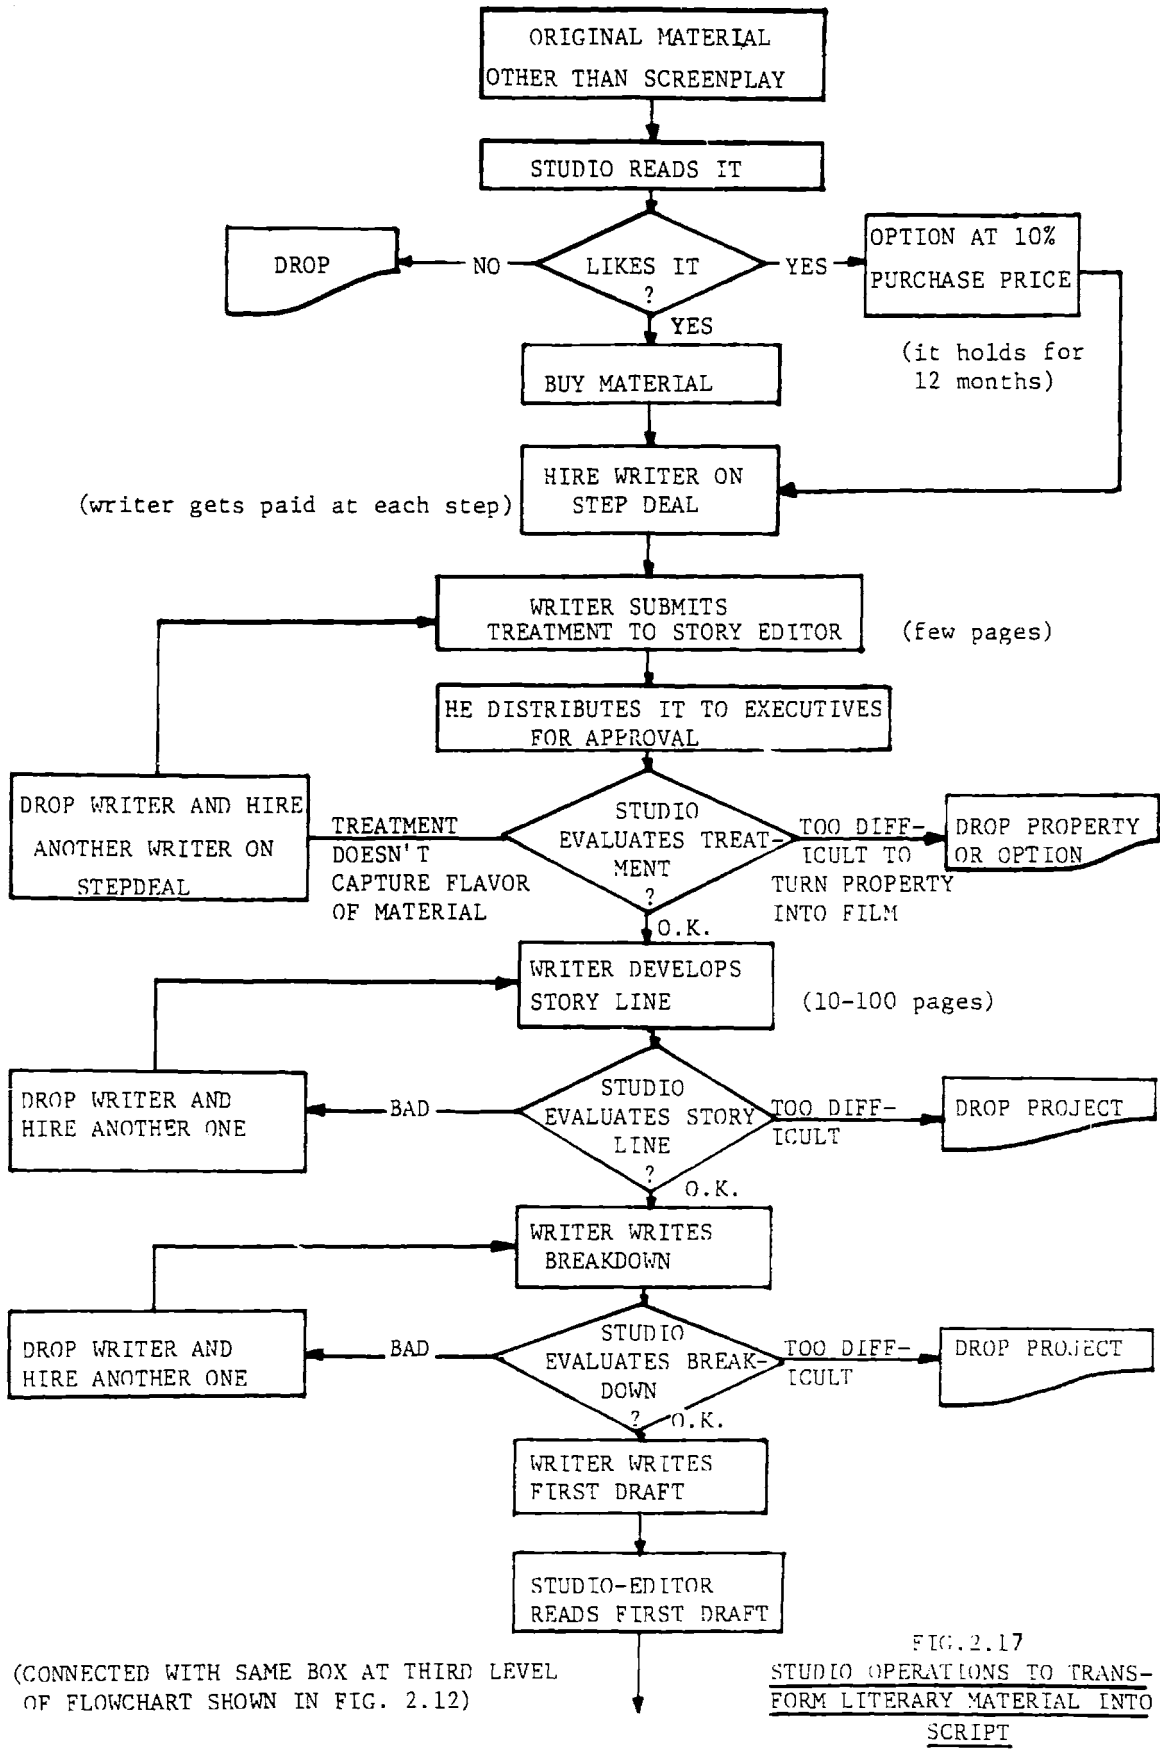 ORIGINAL MATERIAL
OTHER THAN SCREENPLAY
STUDIO READS IT
DROP
NO
LIKES IT
?
YES
OPTION AT 10%
PURCHASE PRICE
YES
(it holds for
12 months)
BUY MATERIAL
HIRE WRITER ON
STEP DEAL
(writer gets paid at each step)
WRITER SUBMITS
TREATMENT TO STORY EDITOR
(few pages)
HE DISTRIBUTES IT TO EXECUTIVES
FOR APPROVAL
DROP WRITER AND HIRE
ANOTHER WRITER ON
STEPDEAL
TREATMENT
DOESN'T
CAPTURE FLAVOR
OF MATERIAL
STUDIO
EVALUATES TREAT-
MENT
?
TOO DIFF-
ICULT TO
TURN PROPERTY
INTO FILM
DROP PROPERTY
OR OPTION
O.K.
WRITER DEVELOPS
STORY LINE
(10-100 pages)
DROP WRITER AND
HIRE ANOTHER ONE
BAD
STUDIO
EVALUATES STORY
LINE
?
TOO DIFF-
ICULT
DROP PROJECT
O.K.
WRITER WRITES
BREAKDOWN
DROP WRITER AND
HIRE ANOTHER ONE
BAD
STUDIO
EVALUATES BREAK-
DOWN
?
TOO DIFF-
ICULT
DROP PROJECT
O.K.
WRITER WRITES
FIRST DRAFT
STUDIO-EDITOR
READS FIRST DRAFT
(CONNECTED WITH SAME BOX AT THIRD LEVEL
OF FLOWCHART SHOWN IN FIG. 2.12)
FIG.2.17
STUDIO OPERATIONS TO TRANS-
FORM LITERARY MATERIAL INTO
SCRIPT